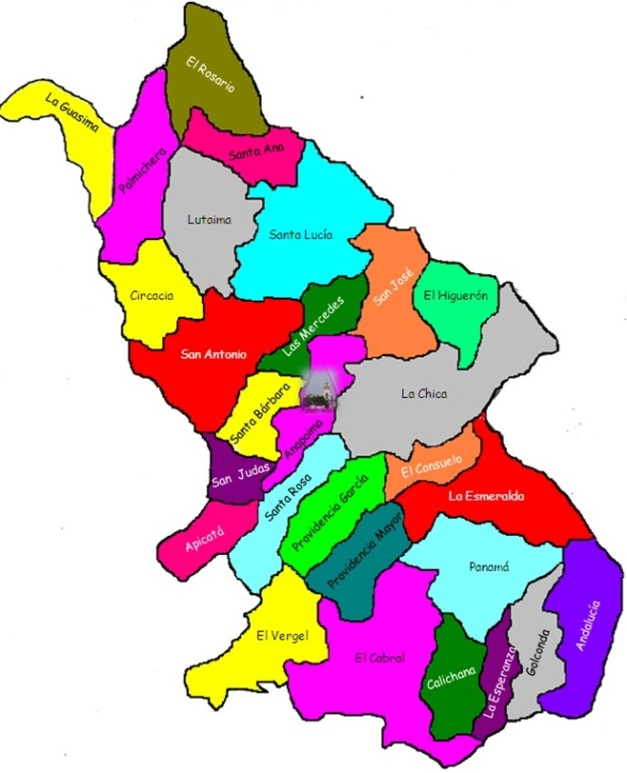 El Rosario
La Guasima
Santa Ana
Palmichera
Lutaima
Santa Lucía
San José
Circacia
El Higuerón
Las Mercedes
San Antonio
La Chica
Santa Bárbara
Anapoima
San Judas
El Consuelo
Santa Rosa
La Esmeralda
Providencia García
Apicatá
Providencia Mayor
Panamá
Andalucía
El Vergel
Golconda
El Cabral
Calichana
La Esperanza